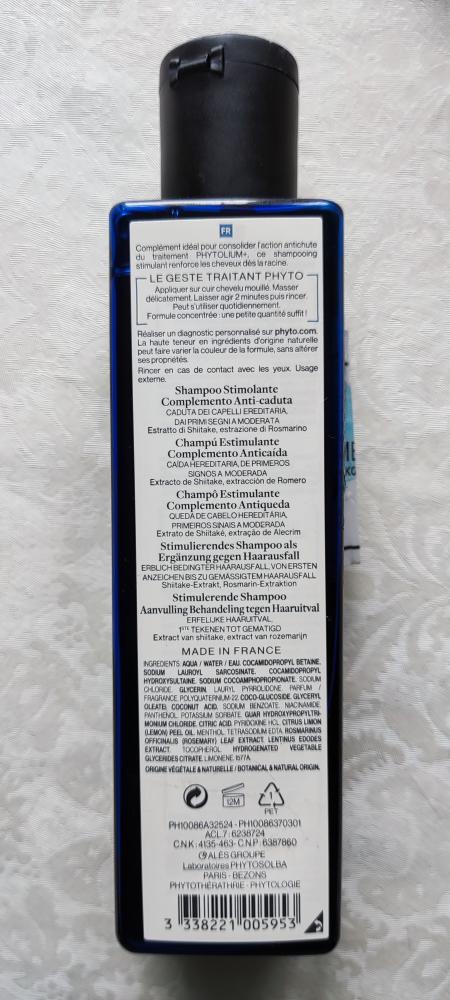 FR
Complément idéal pour consolider l'action antichute
du traitement PHYTOLIUM+, ce shampooing
stimulant renforce les cheveux dès la racine.
LE GESTE TRAITANT PHYTO
Appliquer sur cuir chevelu mouillé. Masser
délicatement. Laisser agir 2 minutes puis rincer.
Peut s'utiliser quotidiennement.
Formule concentrée : une petite quantité suffit !
Réaliser un diagnostic personnalisé sur phyto.com.
La haute teneur en ingrédients d'origine naturelle
peut faire varier la couleur de la formule, sans altérer
ses propriétés.
Rincer en cas de contact avec les yeux. Usage
externe.
Shampoo Stimolante
Complemento Anti-caduta
CADUTA DEI CAPELLI EREDITARIA,
DAI PRIMI SEGNI A MODERATA
Estratto di Shiitake, estrazione di Rosmarino
Champú Estimulante
Complemento Anticaída
CAÍDA HEREDITARIA, DE PRIMEROS
SIGNOS A MODERADA
Extracto de Shiitake, extracción de Romero
Champô Estimulante
Complemento Antiqueda
QUEDA DE CABELO HEREDITÁRIA,
PRIMEIROS SINAIS A MODERADA
Extrato de Shiitaké, extração de Alecrim
Stimulierendes Shampoo als
Ergänzung gegen Haarausfall
ERBLICH BEDINGTER HAARAUSFALL, VON ERSTEN
ANZEICHEN BIS ZU GEMÄSSIGTEM HAARAUSFALL
Shiitake-Extrakt, Rosmarin-Extraktion
Stimulerende Shampoo
Aanvulling Behandeling tegen Haaruitval
ERFELIJKE HAARUITVAL,
1STE TEKENEN TOT GEMATIGD
Extract van shiitake, extract van rozemarijn
MADE IN FRANCE
INGREDIENTS: AQUA / WATER / EAU, COCAMIDOPROPYL BETAINE,
SODIUM LAUROYL SARCOSINATE, COCAMIDOPROPYL
HYDROXYSULTAINE, SODIUM COCOAMPHOPROPIONATE, SODIUM
CHLORIDE, GLYCERIN, LAURYL PYRROLIDONE, PARFUM /
FRAGRANCE, POLYQUATERNIUM-22, COCO-GLUCOSIDE, GLYCERYL
OLEATE, COCONUT ACID, SODIUM BENZOATE, NIACINAMIDE,
PANTHENOL, POTASSIUM SORBATE, GUAR HYDROXYPROPYLTRI-
MONIUM CHLORIDE, CITRIC ACID, PYRIDOXINE HCL, CITRUS LIMON
(LEMON) PEEL OIL, MENTHOL, TETRASODIUM EDTA, ROSMARINUS
OFFICINALIS (ROSEMARY) LEAF EXTRACT, LENTINUS EDODES
EXTRACT, TOCOPHEROL, HYDROGENATED VEGETABLE
GLYCERIDES CITRATE, LIMONENE. 1577A.
ORIGINE VÉGÉTALE & NATURELLE / BOTANICAL & NATURAL ORIGIN.
12M
1
PET
PH10086A32524 - PH10086370301
ACL 7 : 6238724
C.N.K : 4135-463 - C.N.P : 6387860
ALÈS GROUPE
Laboratoires PHYTOSOLBA
PARIS - BEZONS
PHYTOTHÉRATHRIE - PHYTOLOGIE
3 338221 005953